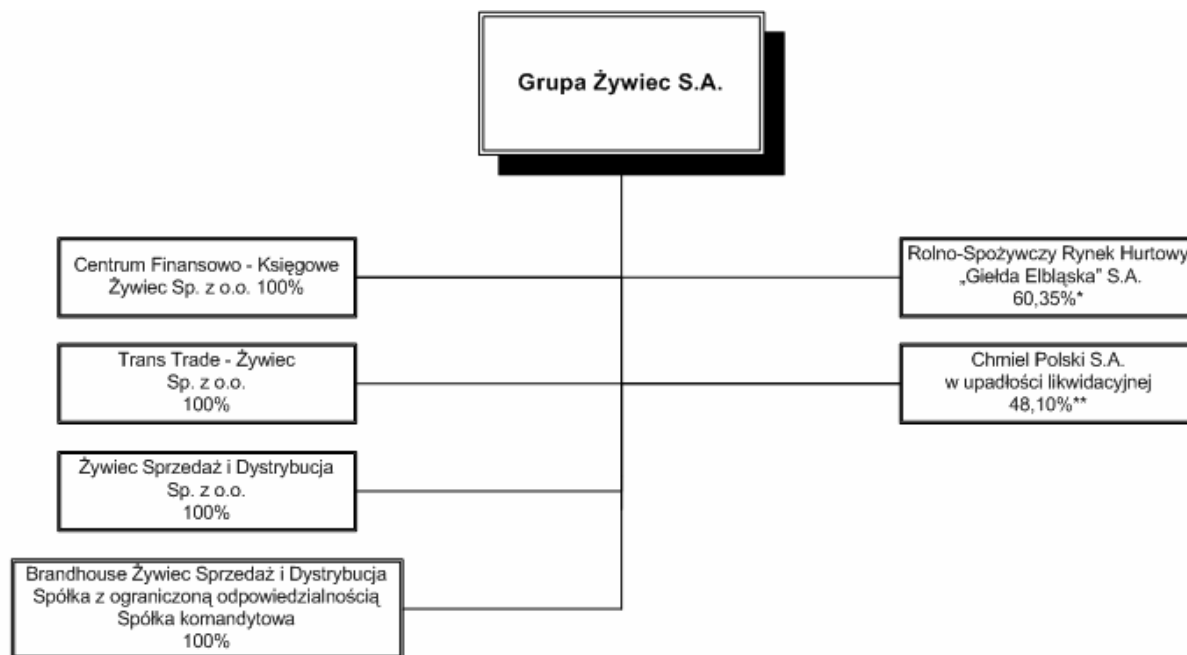 Grupa Żywiec S.A.
Centrum Finansowo - Księgowe
Żywiec Sp. z o.o. 100%
Rolno-Spożywczy Rynek Hurtowy
„Giełda Elbląska” S.A.
60,35%*
Trans Trade - Żywiec
Sp. z o.o.
100%
Chmiel Polski S.A.
w upadłości likwidacyjnej
48,10%**
Żywiec Sprzedaż i Dystrybucja
Sp. z o.o.
100%
Brandhouse Żywiec Sprzedaż i Dystrybucja
Spółka z ograniczoną odpowiedzialnością
Spółka komandytowa
100%